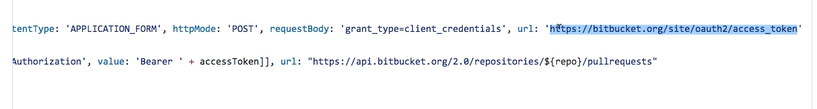 tentType: 'APPLICATION_FORM', httpMode: 'POST', requestBody: 'grant_type=client_credentials', url: 'https://bitbucket.org/site/oauth2/access_token'
Authorization', value: 'Bearer ' + accessToken]], url: "https://api.bitbucket.org/2.0/repositories/${repo}/pullrequests"